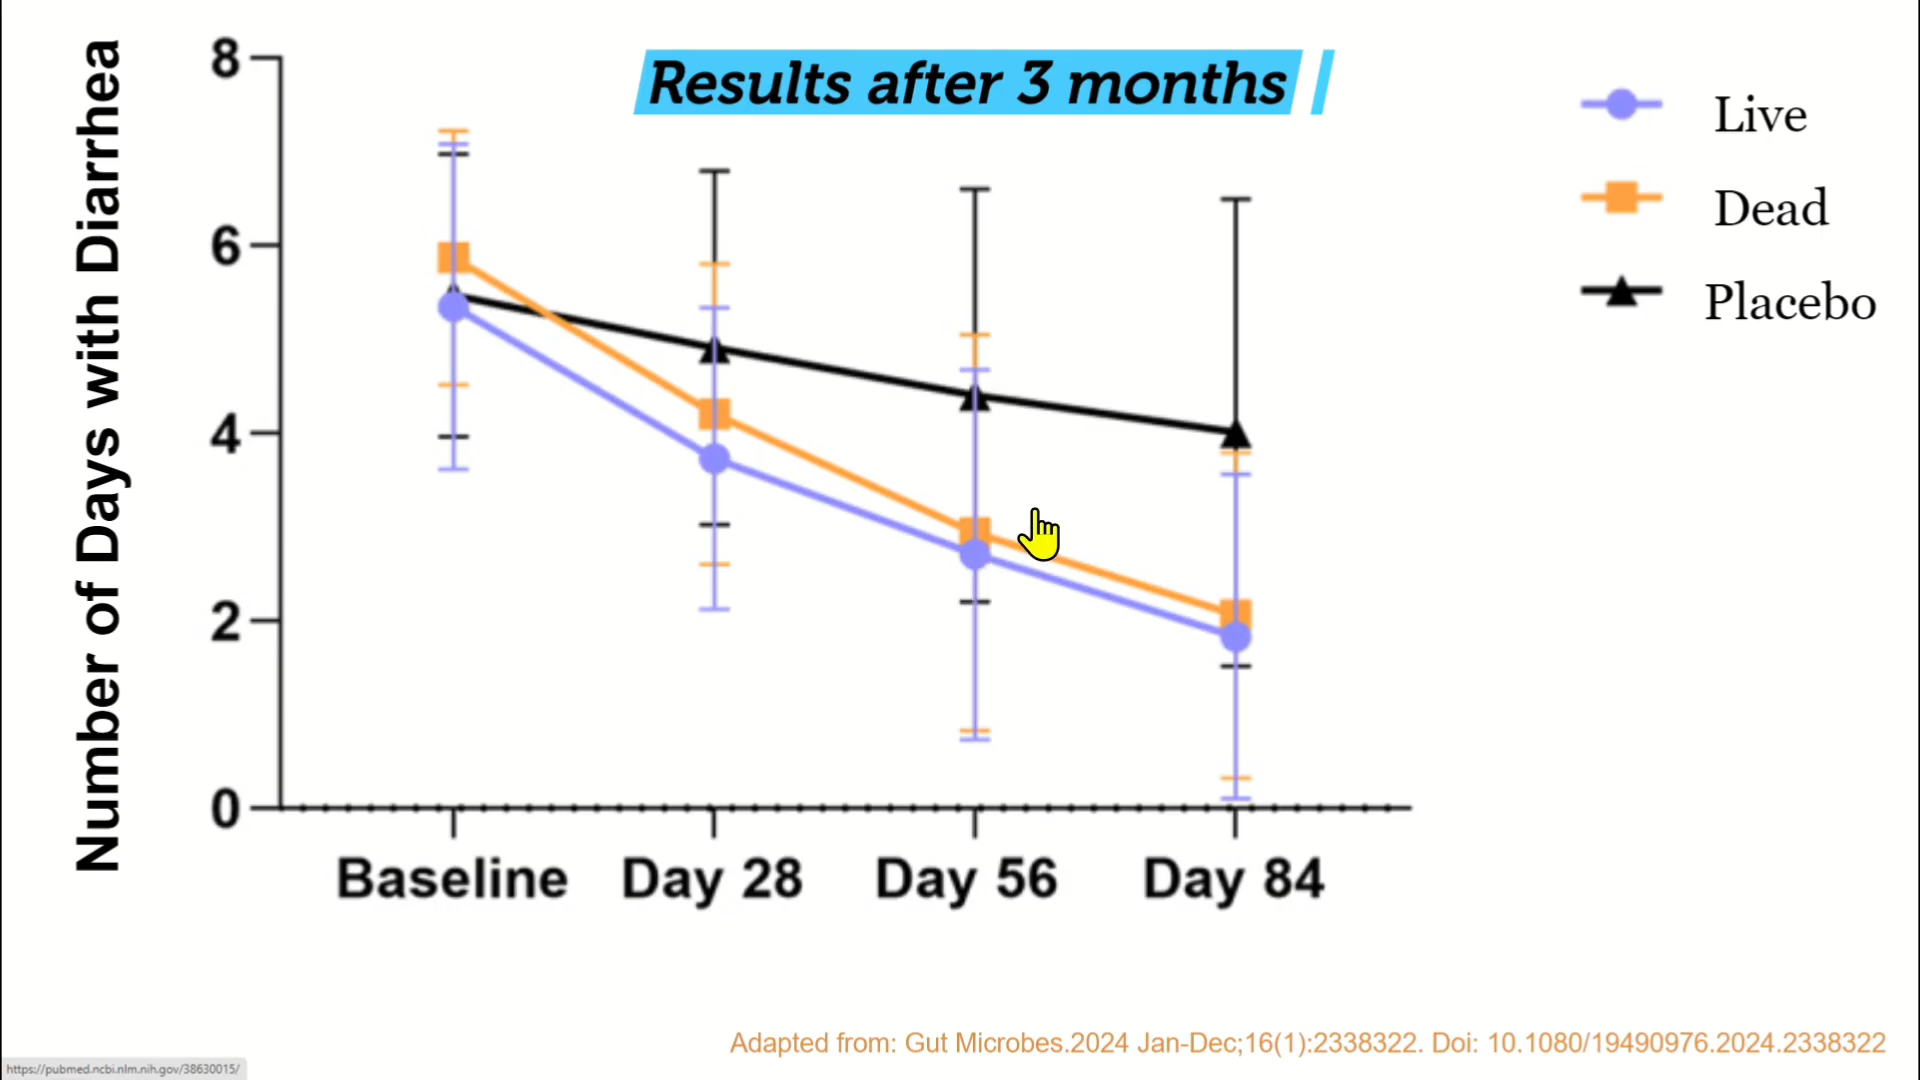 Results after 3 months
Number of Days with Diarrhea
8
6
4
2
0
Baseline
Day 28
Day 56
Day 84
Live
Dead
Placebo
Adapted from: Gut Microbes.2024 Jan-Dec;16(1):2338322. Doi: 10.1080/19490976.2024.2338322
https://pubmed.ncbi.nlm.nih.gov/38630015/